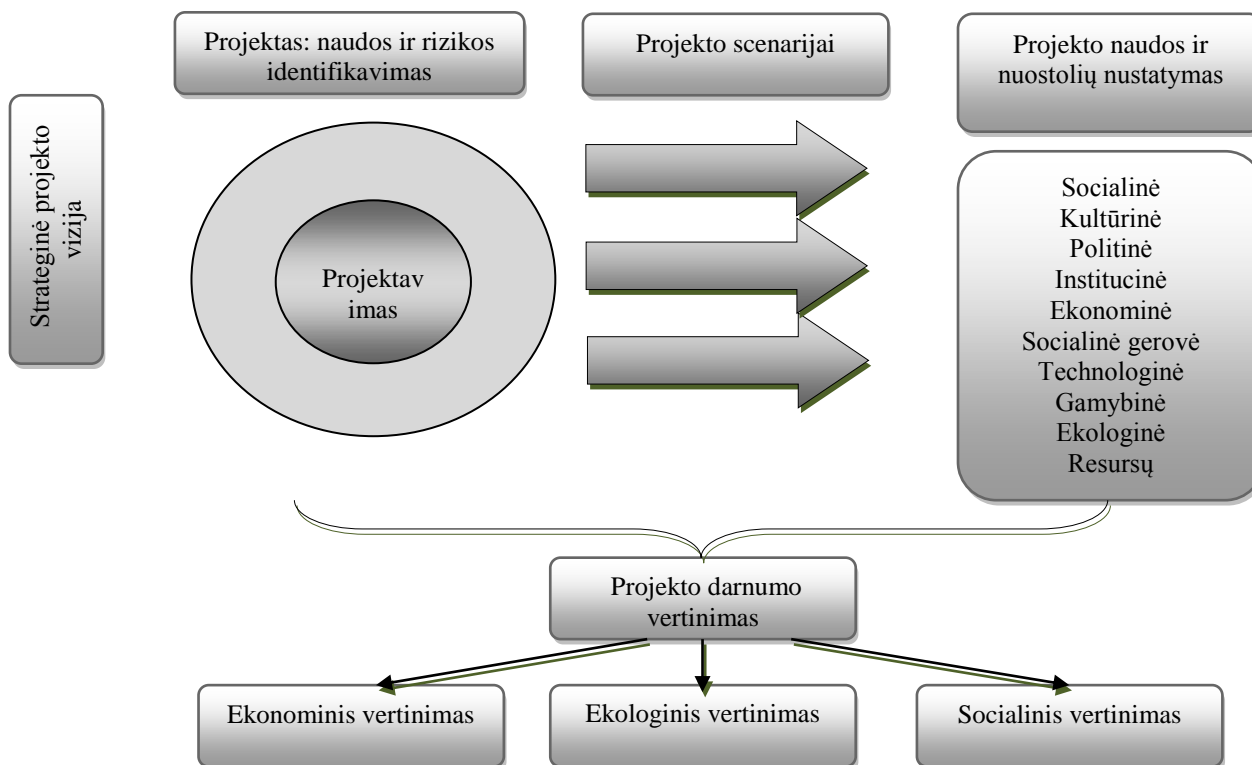 Projektas: naudos ir rizikos
identifikavimas
Projekto scenarijai
Projekto naudos ir
nuostolių nustatymas
Strateginė projekto
vizija
Projektav
imas
Socialinė
Kultūrinė
Politinė
Institucinė
Ekonominė
Socialinė gerovė
Technologinė
Gamybinė
Ekologinė
Resursų
Projekto darnumo
vertinimas
Ekonominis vertinimas
Ekologinis vertinimas
Socialinis vertinimas